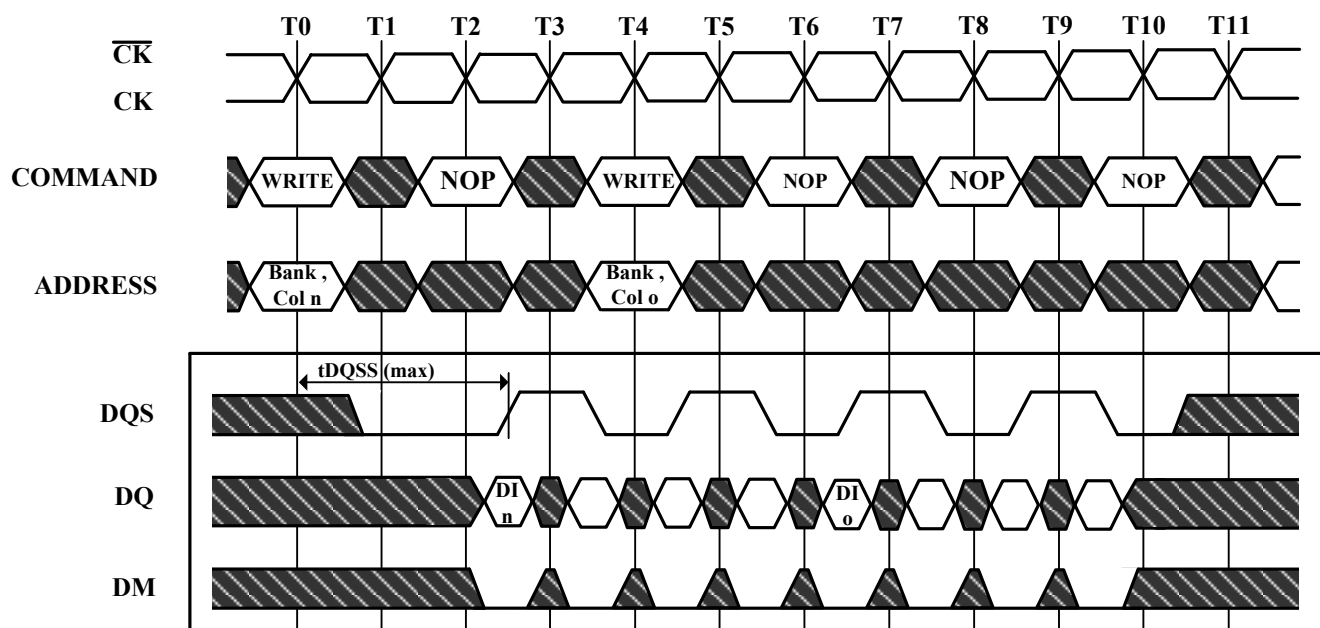 T0 T1 T2 T3 T4 T5 T6 T7 T8 T9 T10 T11
CK
CK
COMMAND WRITE NOP WRITE NOP NOP NOP
ADDRESS Bank , Bank ,
Col n Col o
tDQSS (max)
DQS
DQ DI DI
n o
DM